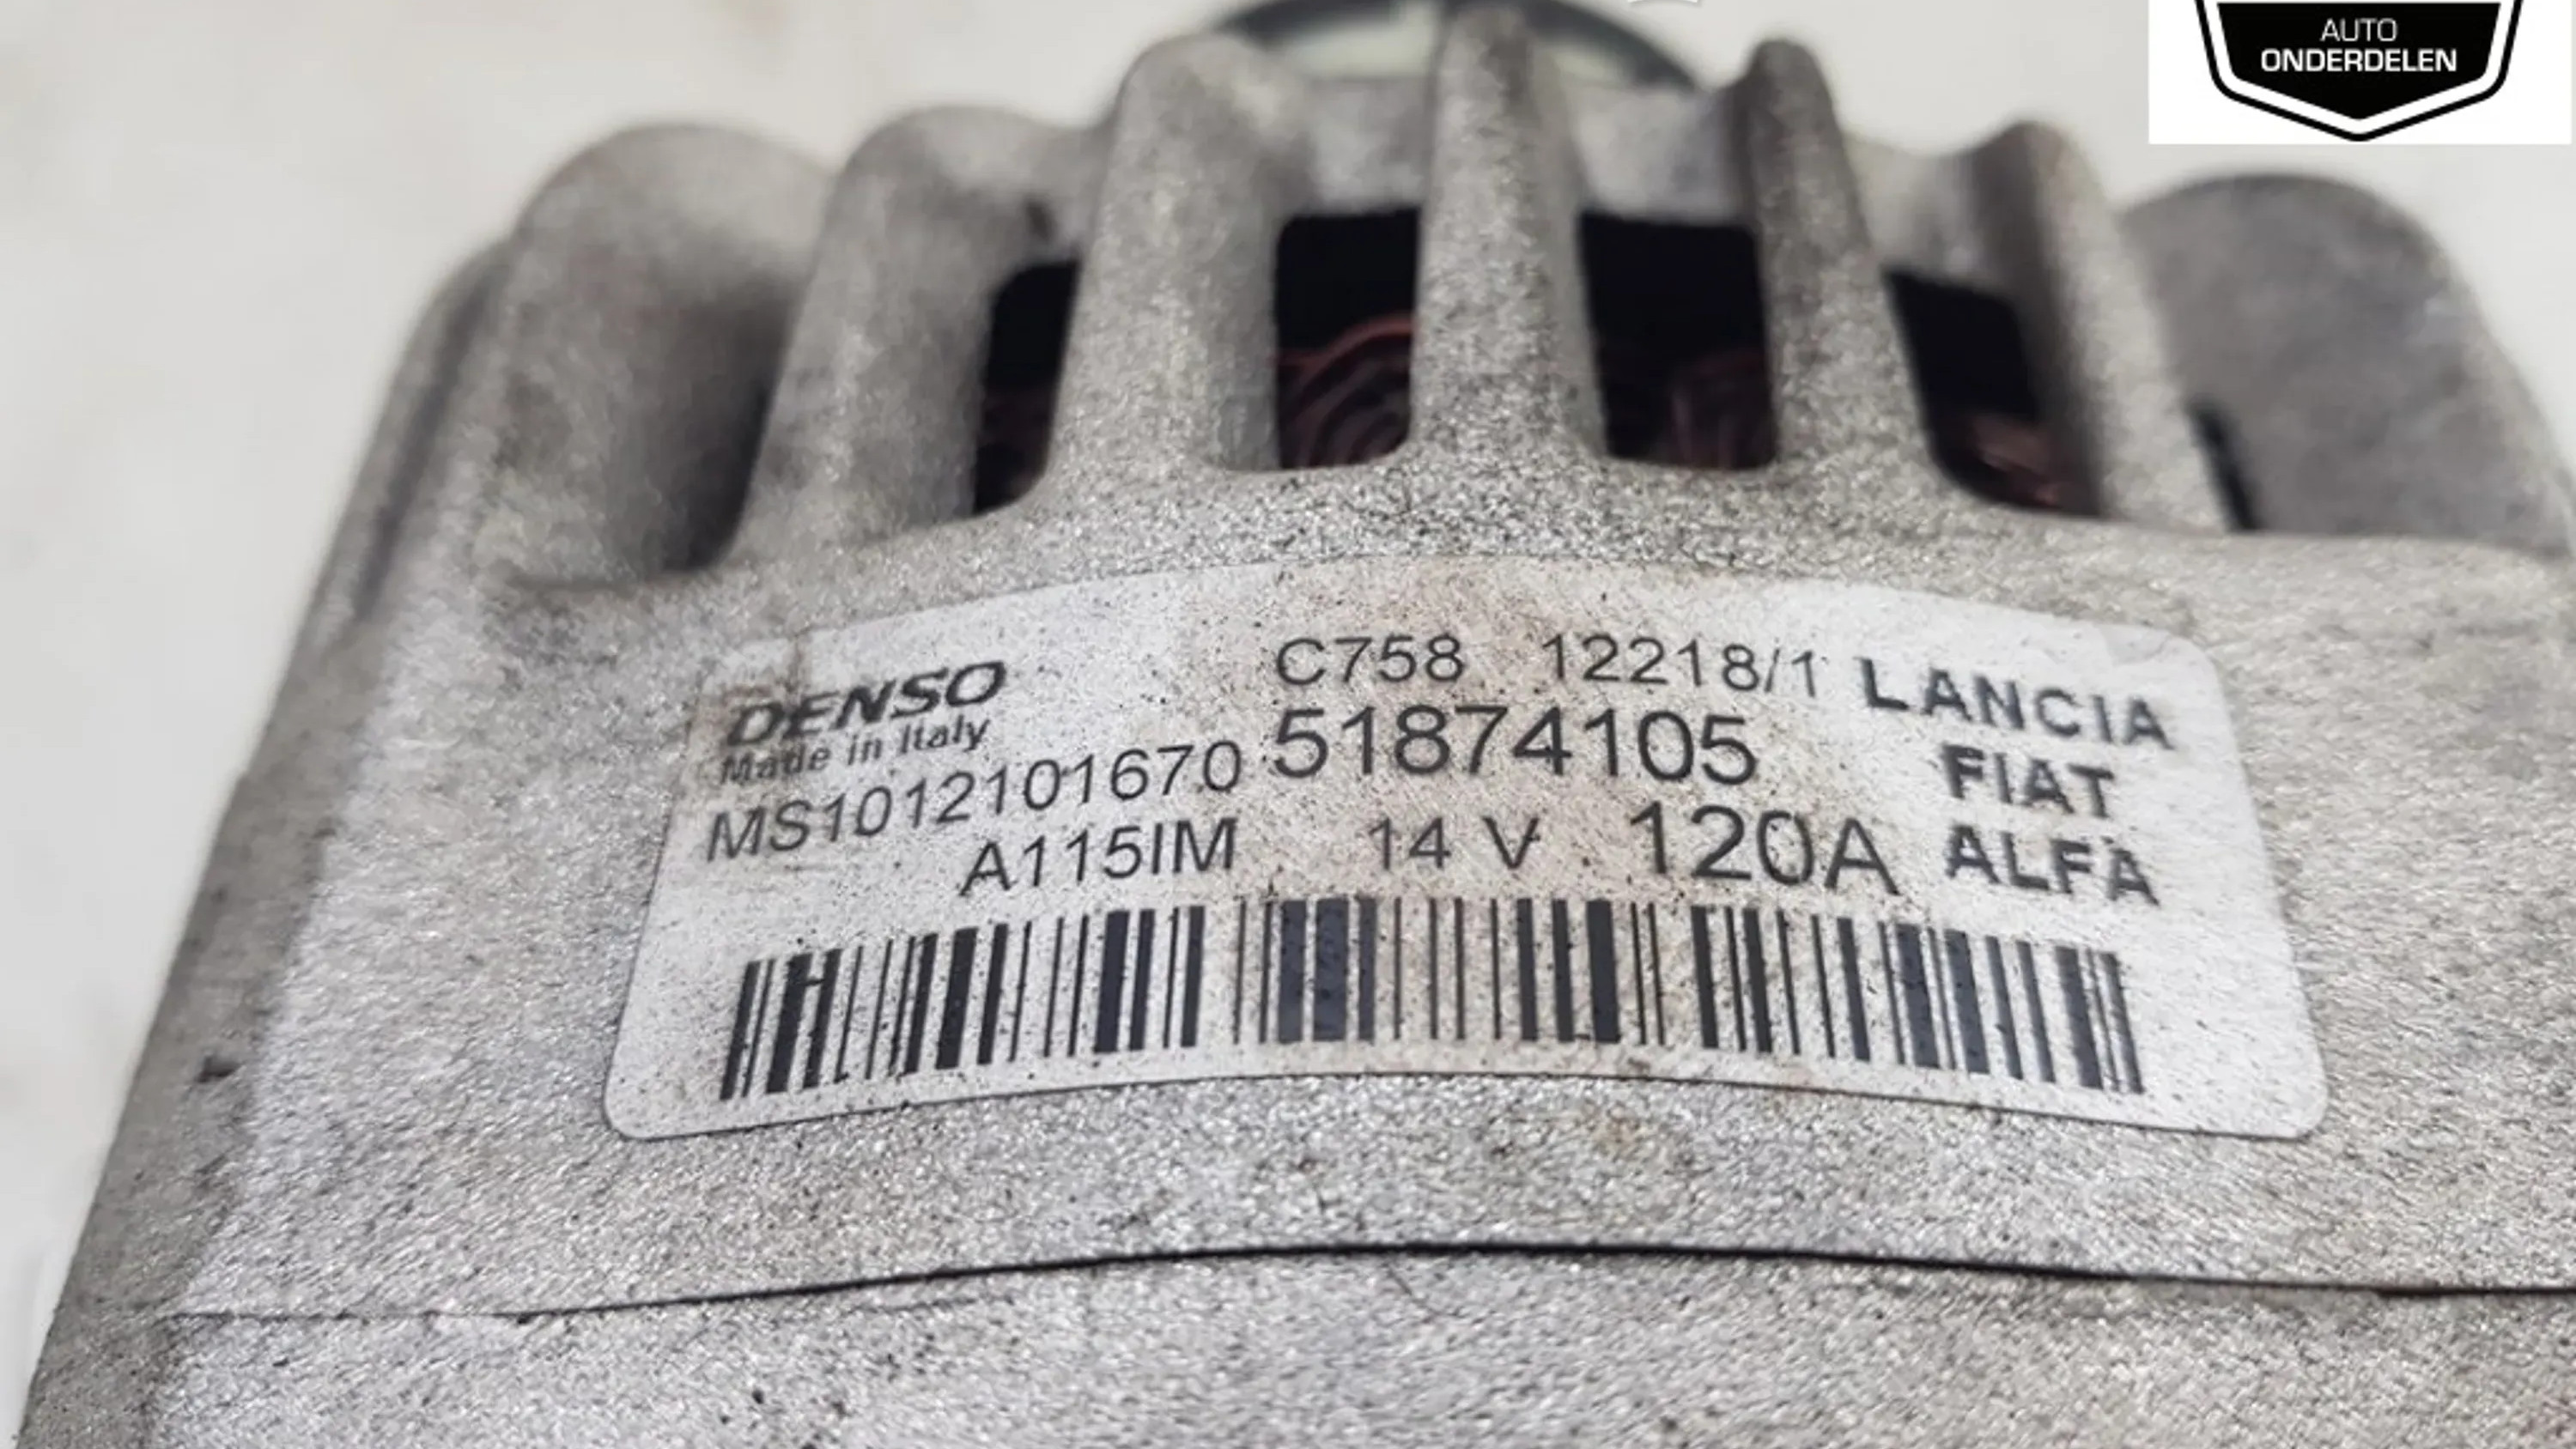 AUTO
ONDERDELEN
DENSO
Made in Italy
C758 12218/1
MS1012101670 51874105
A115IM 14 V 120A
LANCIA
FIAT
ALFA